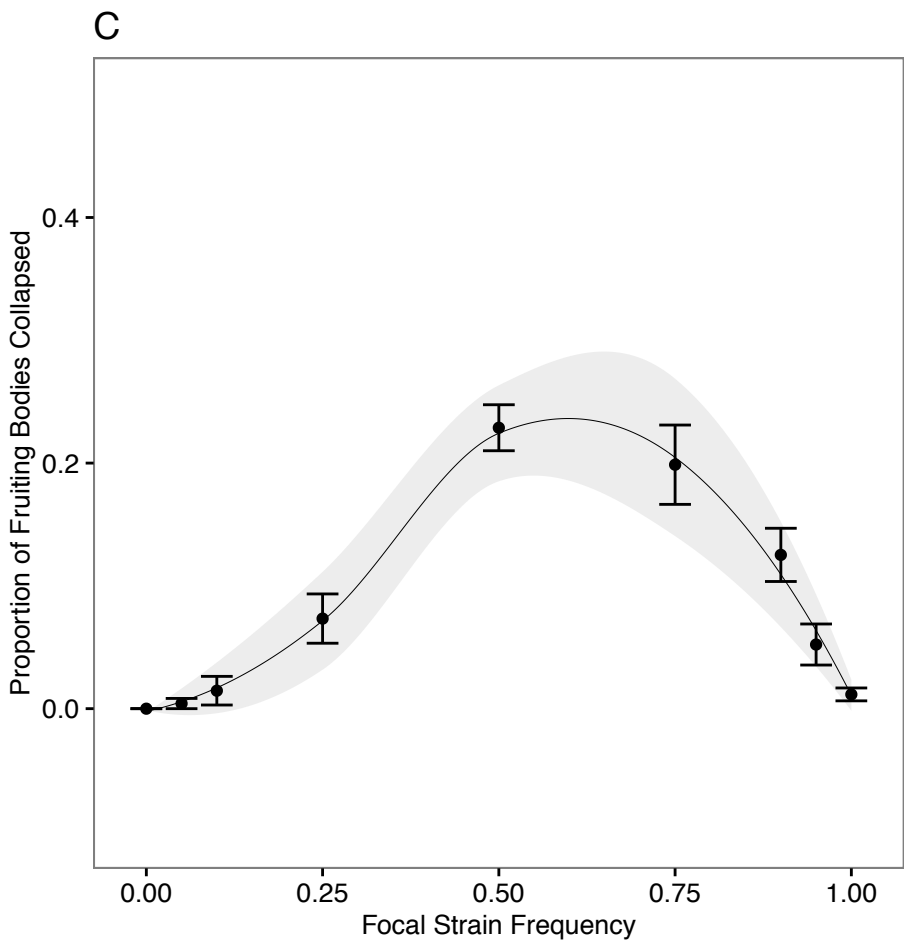 C
Proportion of Fruiting Bodies Collapsed
0.4
0.2
0.0
0.00 0.25 0.50 0.75 1.00
Focal Strain Frequency